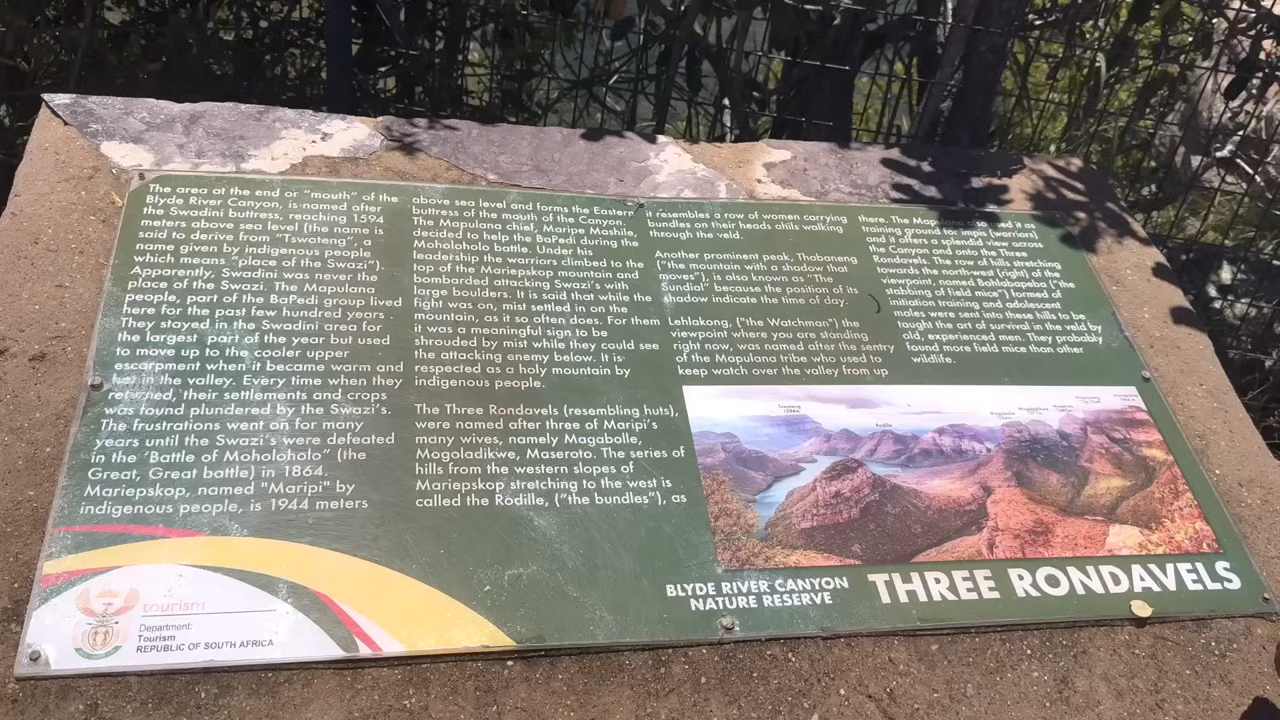 The area at the end or "mouth" of the
Blyde River Canyon, is named after
the Swadini buttress, reaching 1594
meters above sea level (the name is
said to derive from "Tswateng", a
name given by indigenous people
which means "place of the Swazi").
Apparently, Swadini was never the
place of the Swazi. The Mapulana
people, part of the BaPedi group lived
here for the past few hundred years .
They stayed in the Swadini area for
the largest part of the year but used
to move up to the cooler upper
escarpment when it became warm and
hot in the valley. Every time when they
returned, their settlements and crops
was found plundered by the Swazi's.
The frustrations went on for many
years until the Swazi's were defeated
in the 'Battle of Moholoholo" (the
Great, Great battle) in 1864.
Mariepskop, named "Maripi" by
indigenous people, is 1944 meters
above sea level and forms the Eastern
buttress of the mouth of the Canyon.
The Mapulana chief, Maripe Mashile,
decided to help the BaPedi during the
Moholoholo battle. Under his
leadership the warriors climbed to the
top of the Mariepskop mountain and
bombarded attacking Swazi's with
large boulders. It is said that while the
fight was on, mist settled in on the
mountain, as it so often does. For them
it was a meaningful sign to be
shrouded by mist while they could see
the attacking enemy below. It is
respected as a holy mountain by
indigenous people.
The Three Rondavels (resembling huts),
were named after three of Maripi's
many wives, namely Magabolle,
Mogoladikwe, Maseroto. The series of
hills from the western slopes of
Mariepskop stretching to the west is
called the Rodille, ("the bundles"), as
it resembles a row of women carrying
bundles on their heads ahils walking
through the veld.
Another prominent peak, Thabaneng
("the mountain with a shadow that
moves"), is also known as "The
Sundial" because the position of its
shadow indicate the time of day.
Lehlakong, ("the Watchman") the
viewpoint where you are standing
right now, was named after the sentry
of the Mapulana tribe who used to
keep watch over the valley from up
there. The Mapulana also used it as
training ground for impis (warriors)
and it offers a splendid view across
the Canyon and onto the Three
Rondavels. The row of hills stretching
towards the north-west (right) of the
viewpoint, named Bohlabapeba ("the
stabbing of field mice") formed of
initiation training and adolescent
males were sent into these hills to be
taught the art of survival in the veld by
old, experienced men. They probably
found more field mice than other
wildlife.
Rodille
BLYDE RIVER CANYON
NATURE RESERVE
THREE RONDAVELS
tourism
Department:
Tourism
REPUBLIC OF SOUTH AFRICA